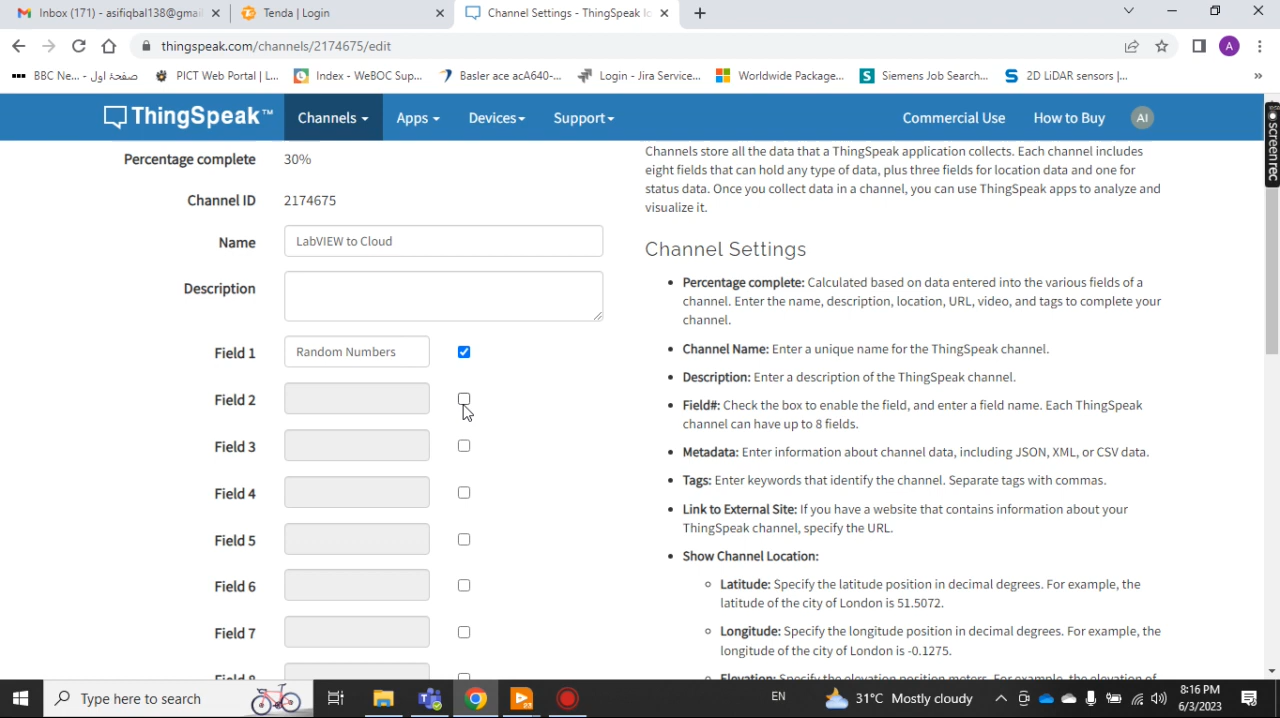 Inbox (171) - asifiqbal138@gmai
Tenda | Login
Channel Settings - ThingSpeak Io
thingspeak.com/channels/2174675/edit
A
BBC Ne... - صفحۂ اول
PICT Web Portal | L...
Index - WeBOC Sup...
Basler ace acA640-...
Login - Jira Service...
Worldwide Package...
Siemens Job Search...
2D LiDAR sensors |...
»
ThingSpeak™
Channels
Apps
Devices
Support
Commercial Use
How to Buy
AI
screenrec
Percentage complete 30%
Channel ID 2174675
Name LabVIEW to Cloud
Description
Field 1 Random Numbers
Field 2
Field 3
Field 4
Field 5
Field 6
Field 7
Field 8
Channels store all the data that a ThingSpeak application collects. Each channel includes
eight fields that can hold any type of data, plus three fields for location data and one for
status data. Once you collect data in a channel, you can use ThingSpeak apps to analyze and
visualize it.
Channel Settings
• Percentage complete: Calculated based on data entered into the various fields of a
channel. Enter the name, description, location, URL, video, and tags to complete your
channel.
• Channel Name: Enter a unique name for the ThingSpeak channel.
• Description: Enter a description of the ThingSpeak channel.
• Field#: Check the box to enable the field, and enter a field name. Each ThingSpeak
channel can have up to 8 fields.
• Metadata: Enter information about channel data, including JSON, XML, or CSV data.
• Tags: Enter keywords that identify the channel. Separate tags with commas.
• Link to External Site: If you have a website that contains information about your
ThingSpeak channel, specify the URL.
• Show Channel Location:
○ Latitude: Specify the latitude position in decimal degrees. For example, the
latitude of the city of London is 51.5072.
○ Longitude: Specify the longitude position in decimal degrees. For example, the
longitude of the city of London is -0.1275.
○ Elevation: Specify the elevation position meters. For example, the elevation of
Type here to search
EN
31°C Mostly cloudy
8:16 PM
6/3/2023